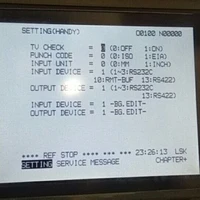 SETTING(HANDY) O0100 N00000
TV CHECK = 0 (0:OFF 1:ON)
PUNCH CODE = 0 (0:ISO 1:EIA)
INPUT UNIT = 0 (0:MM 1:INCH)
INPUT DEVICE = 1 (1~3:RS232C
10:RMT-BUF 13:RS422)
OUTPUT DEVICE = 1 (1~3:RS232C
13:RS422)
INPUT DEVICE = 1 -BG.EDIT-
OUTPUT DEVICE = 1 -BG.EDIT-
**** REF STOP **** *** *** 23:26:13 LSK
SETTING SERVICE MESSAGE CHAPTER+